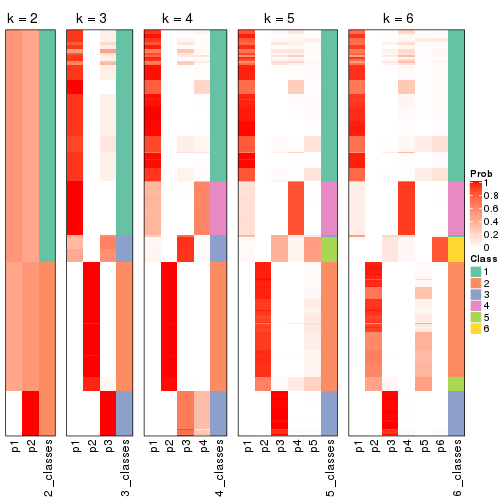 k = 2
k = 3
k = 4
k = 5
k = 6
Prob
1
0.8
0.6
0.4
0.2
0
Class
1
2
3
4
5
6
p1
p2
2_classes
p1
p2
p3
3_classes
p1
p2
p3
p4
4_classes
p1
p2
p3
p4
p5
5_classes
p1
p2
p3
p4
p5
p6
6_classes